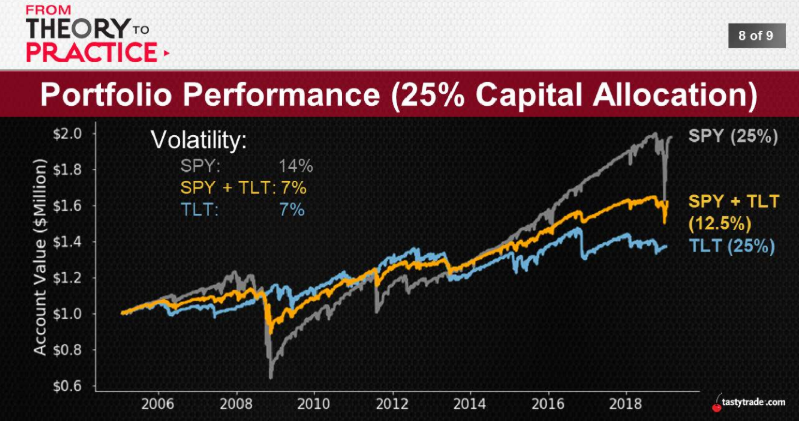 FROM
THEORY TO
PRACTICE
8 of 9
Portfolio Performance (25% Capital Allocation)
Account Value ($Million)
$2.0
$1.8
$1.6
$1.4
$1.2
$1.0
$0.8
$0.6
Volatility:
SPY: 14%
SPY + TLT: 7%
TLT: 7%
SPY (25%)
SPY + TLT
(12.5%)
TLT (25%)
2006 2008 2010 2012 2014 2016 2018
tastytrade.com